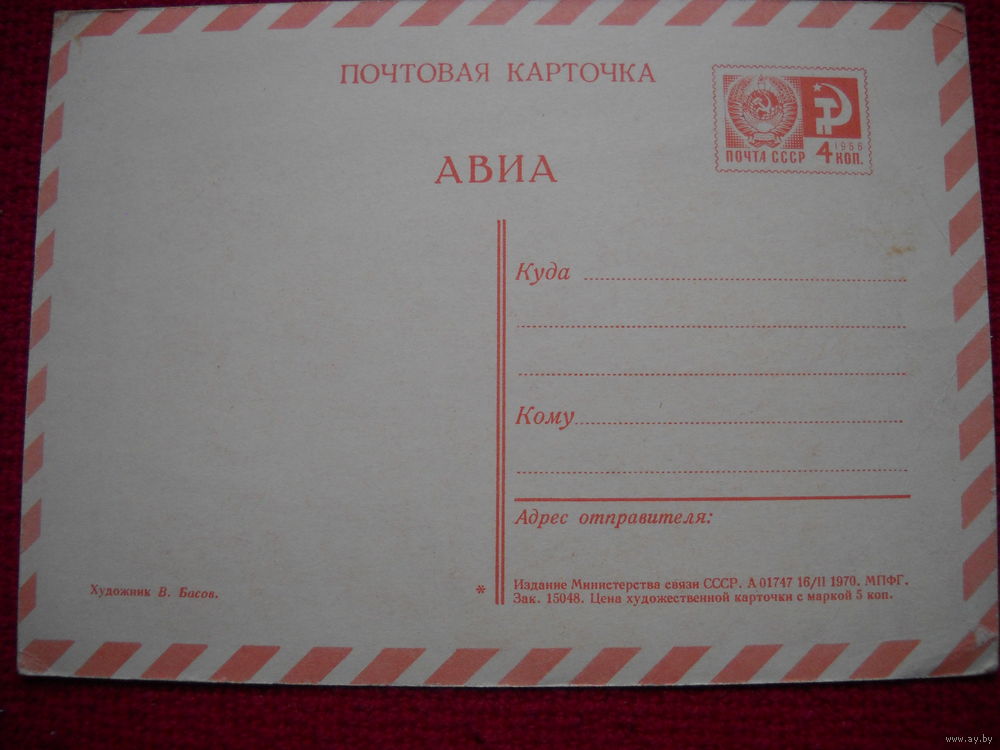 ПОЧТОВАЯ КАРТОЧКА
1966
ПОЧТА СССР 4 КОП.
АВИА
Куда
Кому
Адрес отправителя:
Художник В. Басов.
*
Издание Министерства связи СССР. А 01747 16/II 1970. МПФГ.
Зак. 15048. Цена художественной карточки с маркой 5 коп.
www.ay.by